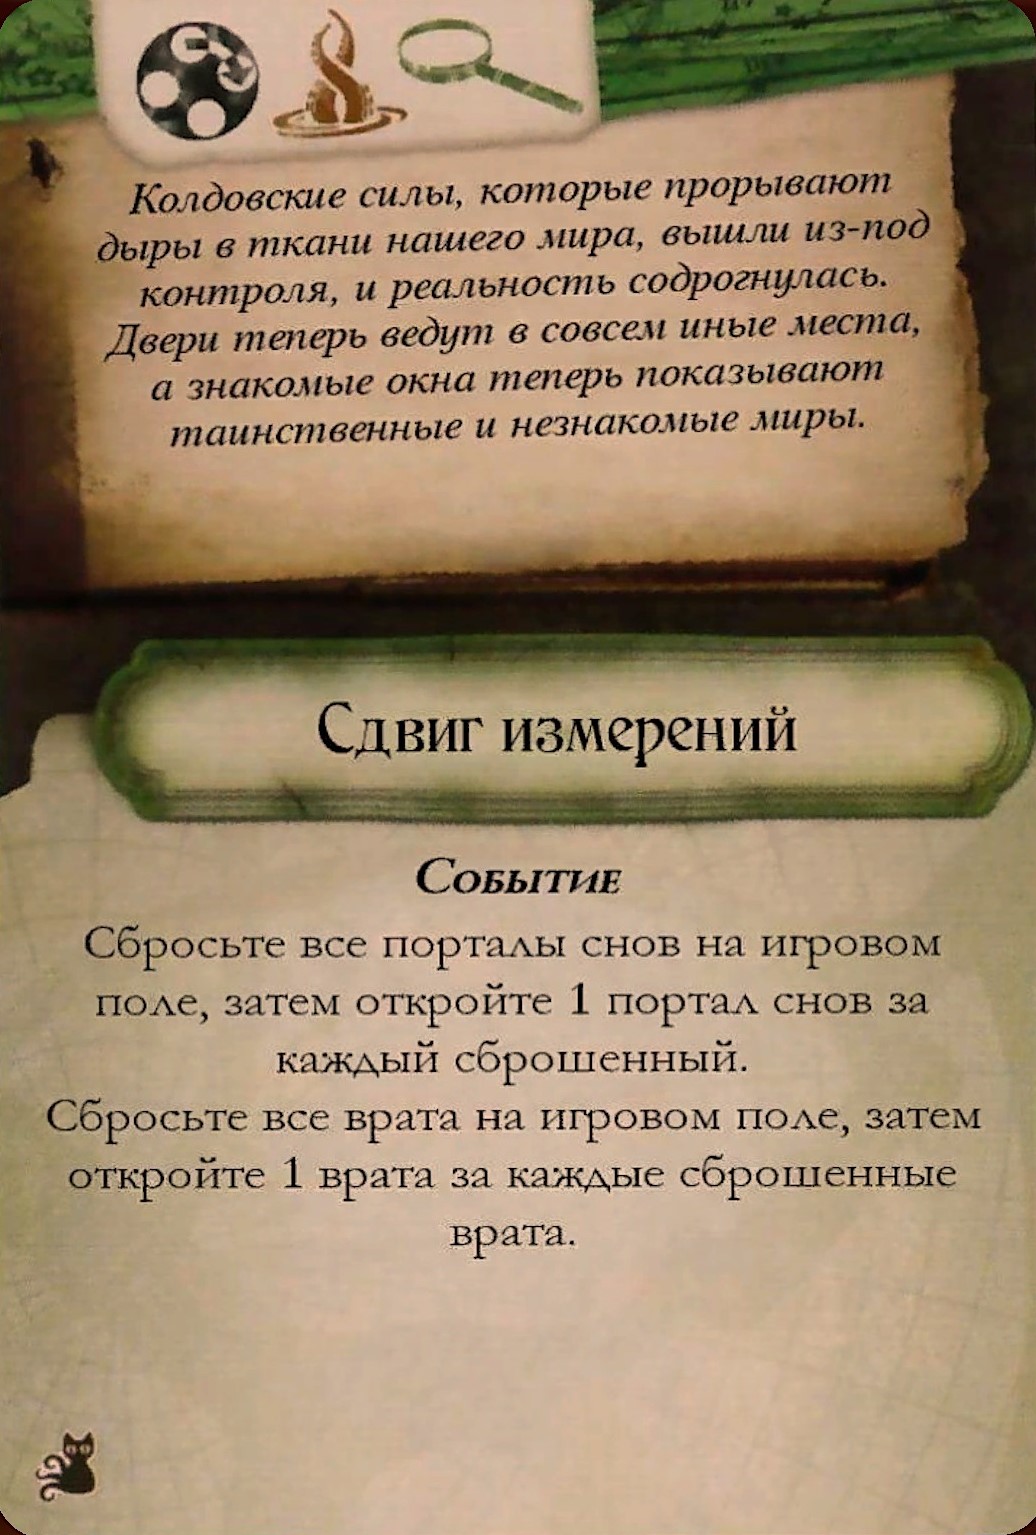 Колдовские силы, которые прорывают
дыры в ткани нашего мира, вышли из-под
контроля, и реальность содрогнулась.
Двери теперь ведут в совсем иные места,
а знакомые окна теперь показывают
таинственные и незнакомые миры.
Сдвиг измерений
Событие
Сбросьте все порталы снов на игровом
поле, затем откройте 1 портал снов за
каждый сброшенный.
Сбросьте все врата на игровом поле, затем
откройте 1 врата за каждые сброшенные
врата.